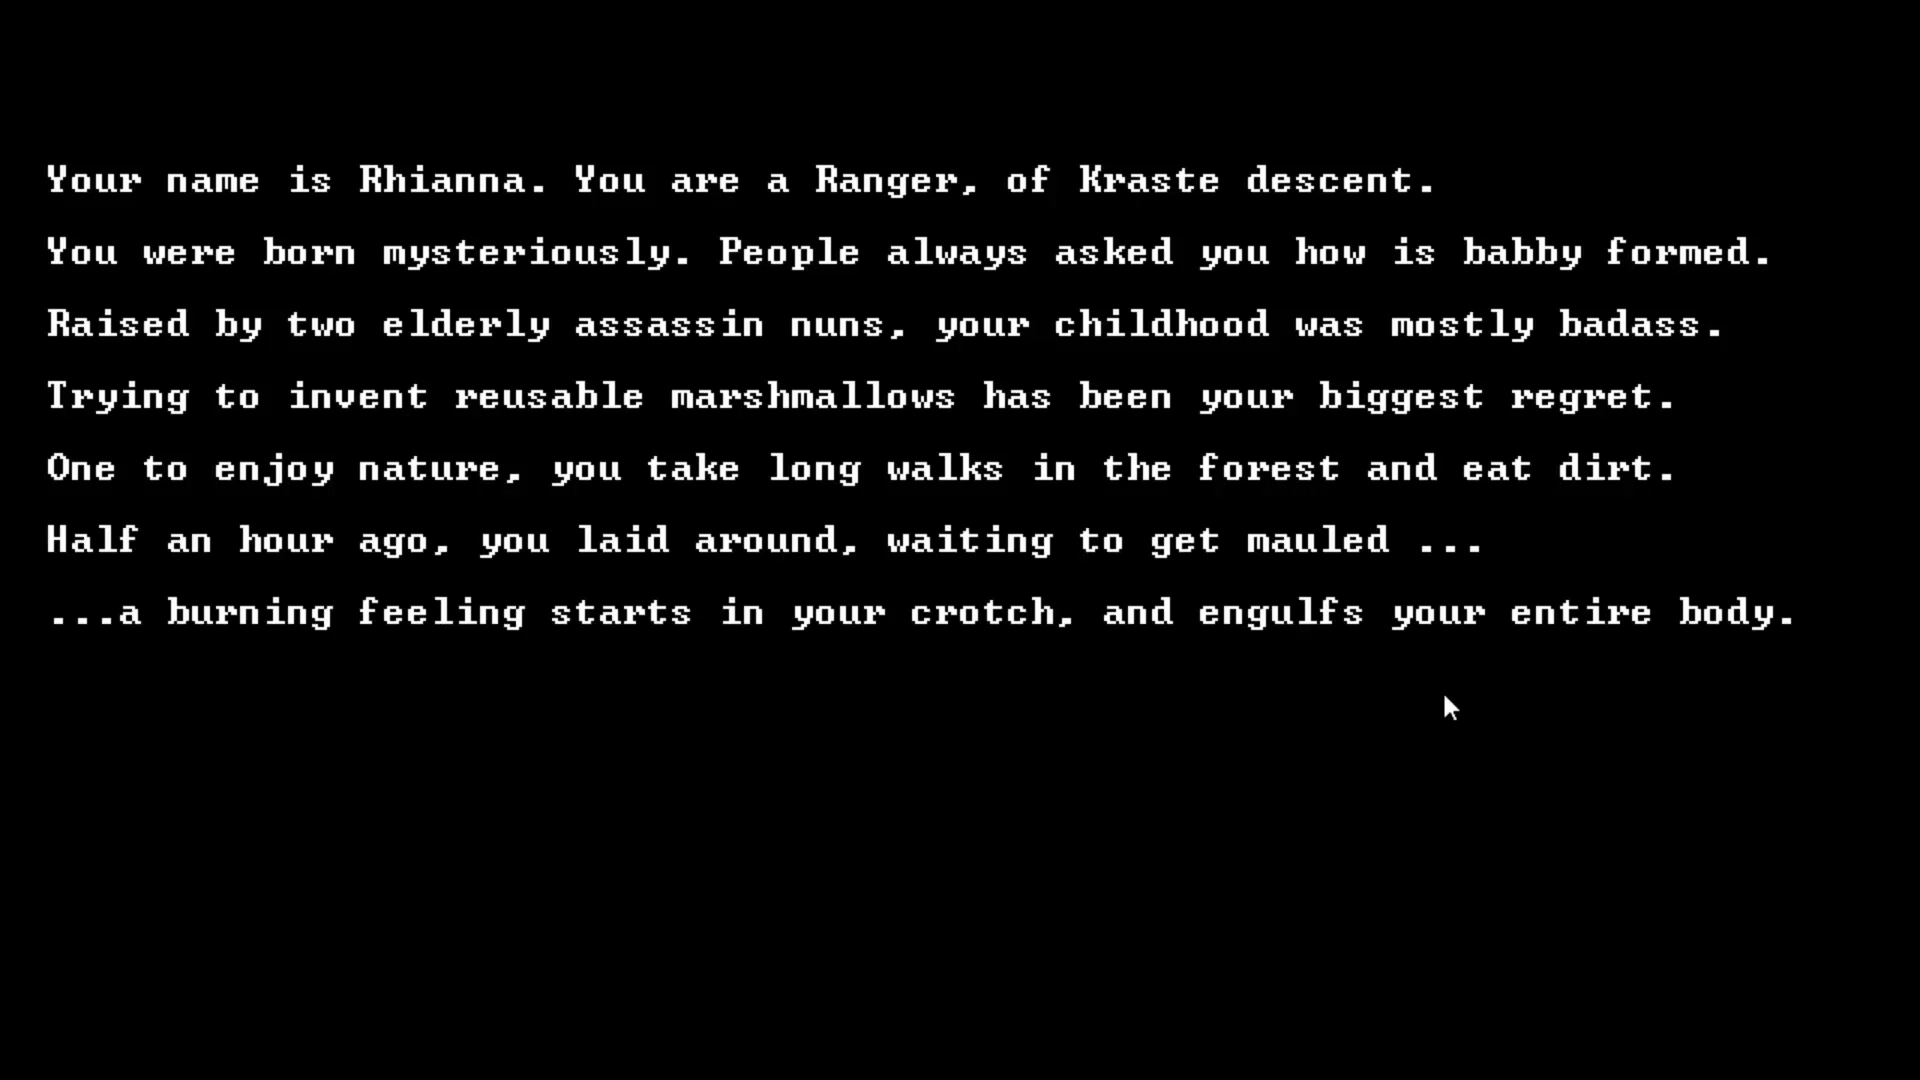 Your name is Rhianna. You are a Ranger, of Kraste descent.
You were born mysteriously. People always asked you how is babby formed.
Raised by two elderly assassin nuns, your childhood was mostly badass.
Trying to invent reusable marshmallows has been your biggest regret.
One to enjoy nature, you take long walks in the forest and eat dirt.
Half an hour ago, you laid around, waiting to get mauled ...
...a burning feeling starts in your crotch, and engulfs your entire body.